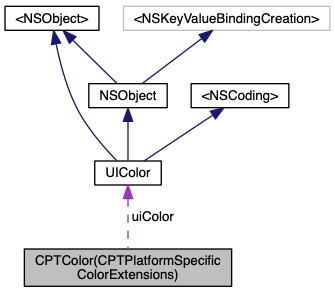 <NSObject>
<NSKeyValueBindingCreation>
NSObject
<NSCoding>
UIColor
uiColor
CPTColor(CPTPlatformSpecific
ColorExtensions)